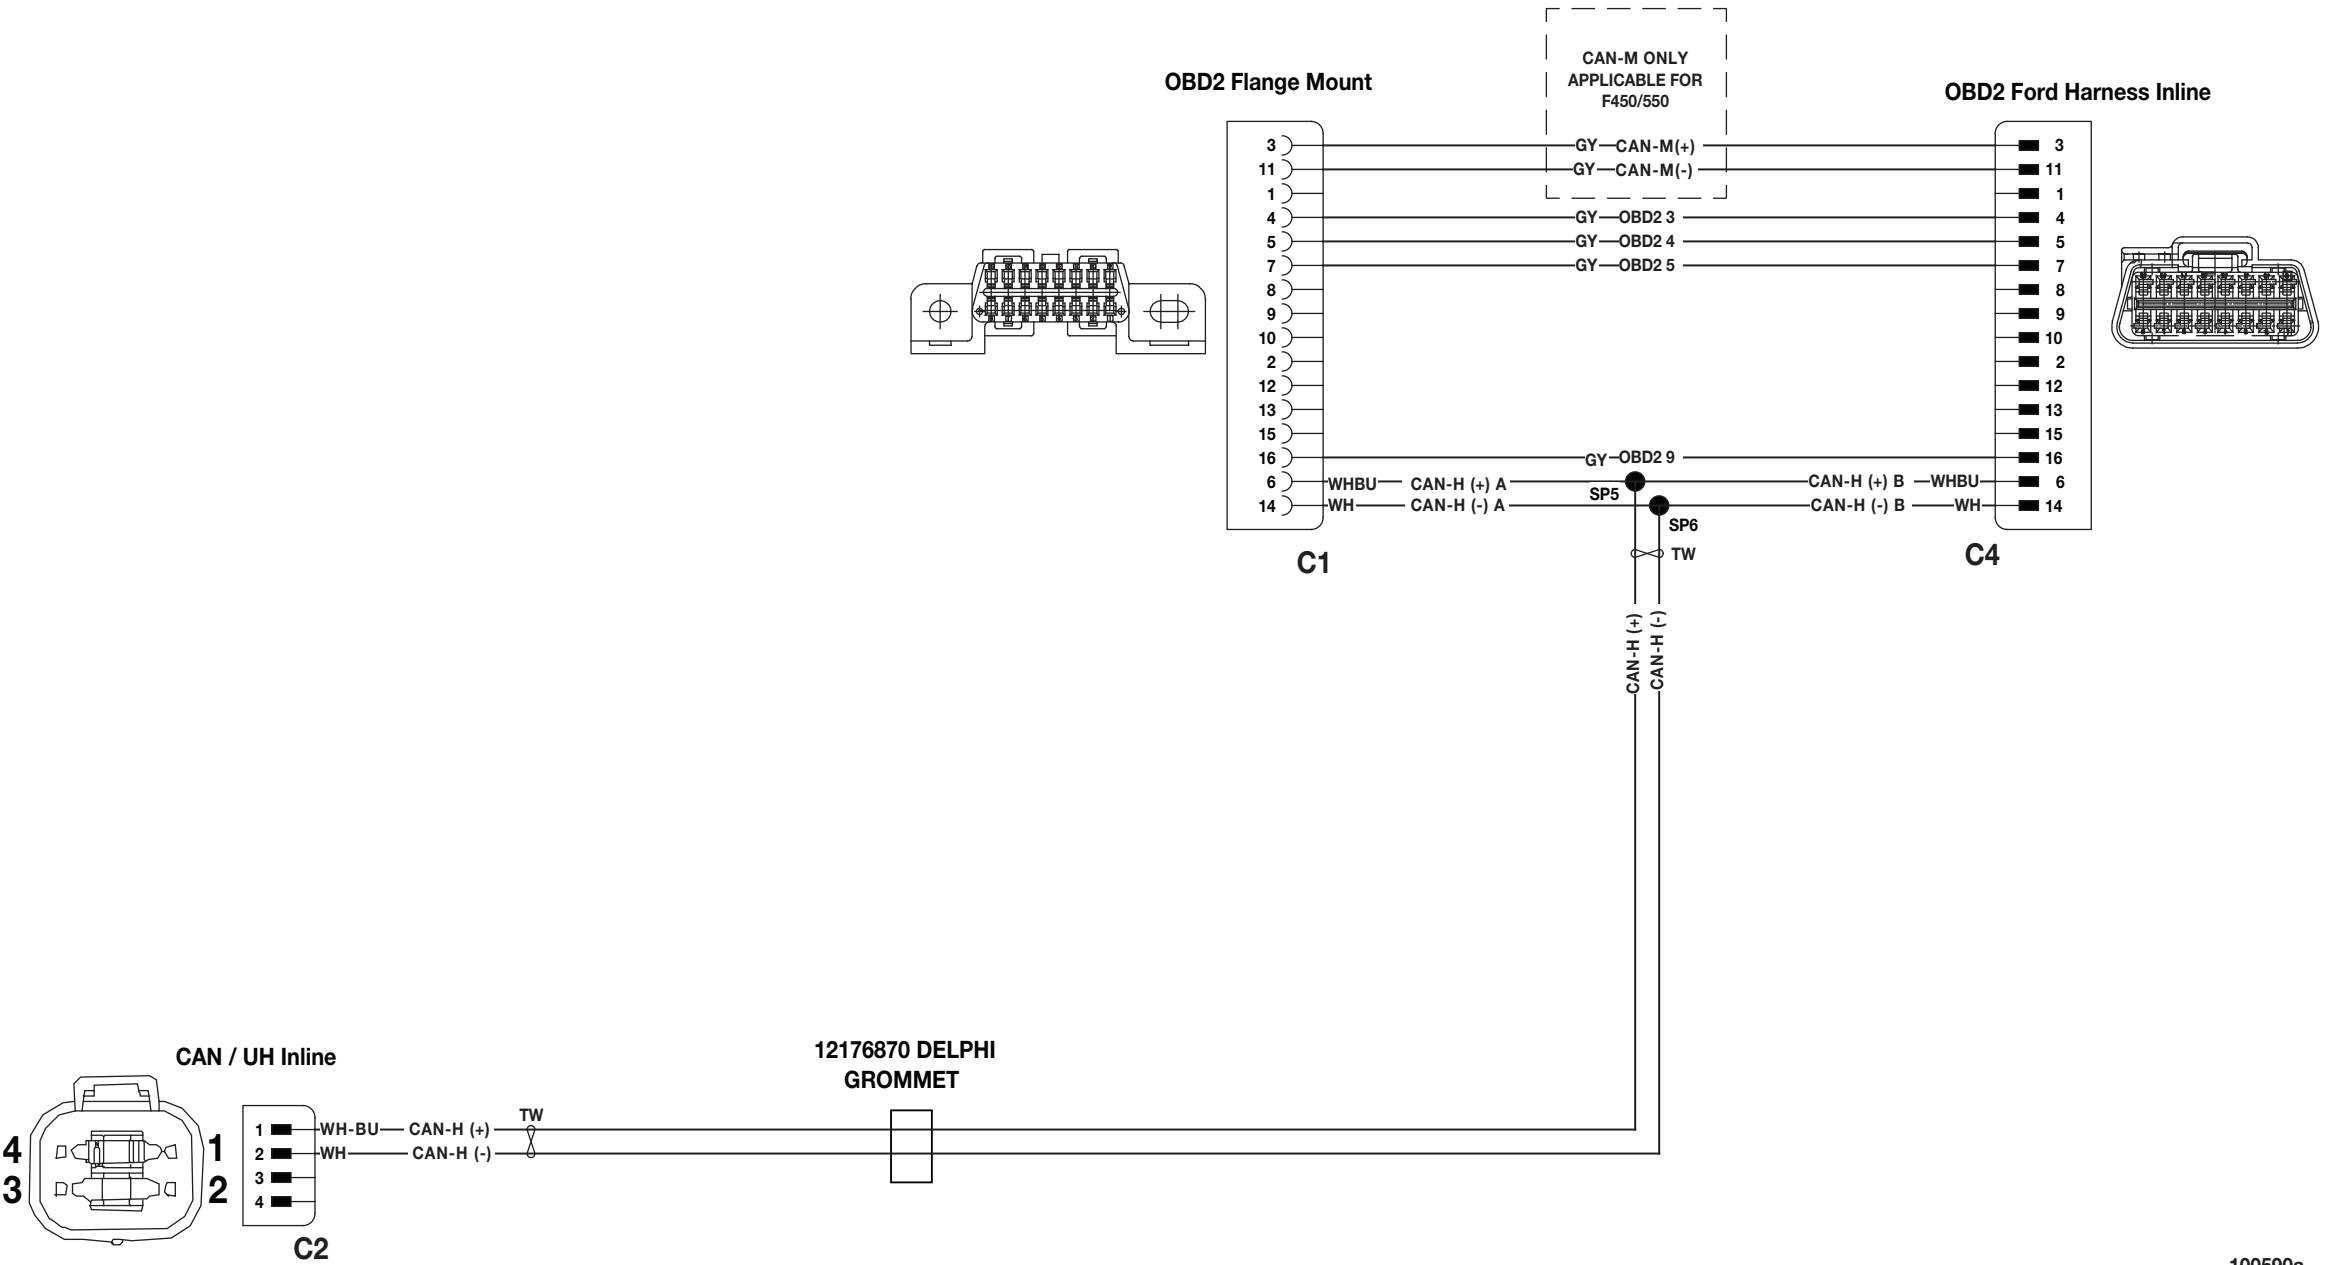 CAN-M ONLY
APPLICABLE FOR
F450/550
OBD2 Flange Mount
OBD2 Ford Harness Inline
3 GY CAN-M(+) 3
11 GY CAN-M(-) 11
1 1
4 GY OBD2 3 4
5 GY OBD2 4 5
7 GY OBD2 5 7
8 8
9 9
10 10
2 2
12 12
13 13
15 15
16 GY OBD2 9 16
6 WHBU CAN-H (+) A CAN-H (+) B WHBU 6
SP5
14 WH CAN-H (-) A CAN-H (-) B WH 14
SP6
TW
C1
C4
CAN-H (+)
CAN-H (-)
12176870 DELPHI
GROMMET
CAN / UH Inline
4 1
3 2
1 WH-BU CAN-H (+) TW
2 WH CAN-H (-)
3
4
C2